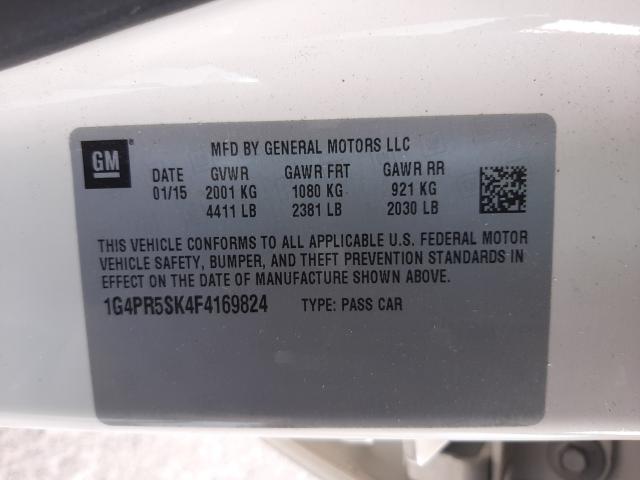 GM
MFD BY GENERAL MOTORS LLC
DATE GVWR GAWR FRT GAWR RR
01/15 2001 KG 1080 KG 921 KG
4411 LB 2381 LB 2030 LB
THIS VEHICLE CONFORMS TO ALL APPLICABLE U.S. FEDERAL MOTOR
VEHICLE SAFETY, BUMPER, AND THEFT PREVENTION STANDARDS IN
EFFECT ON THE DATE OF MANUFACTURE SHOWN ABOVE.
1G4PR5SK4F4169824 TYPE: PASS CAR